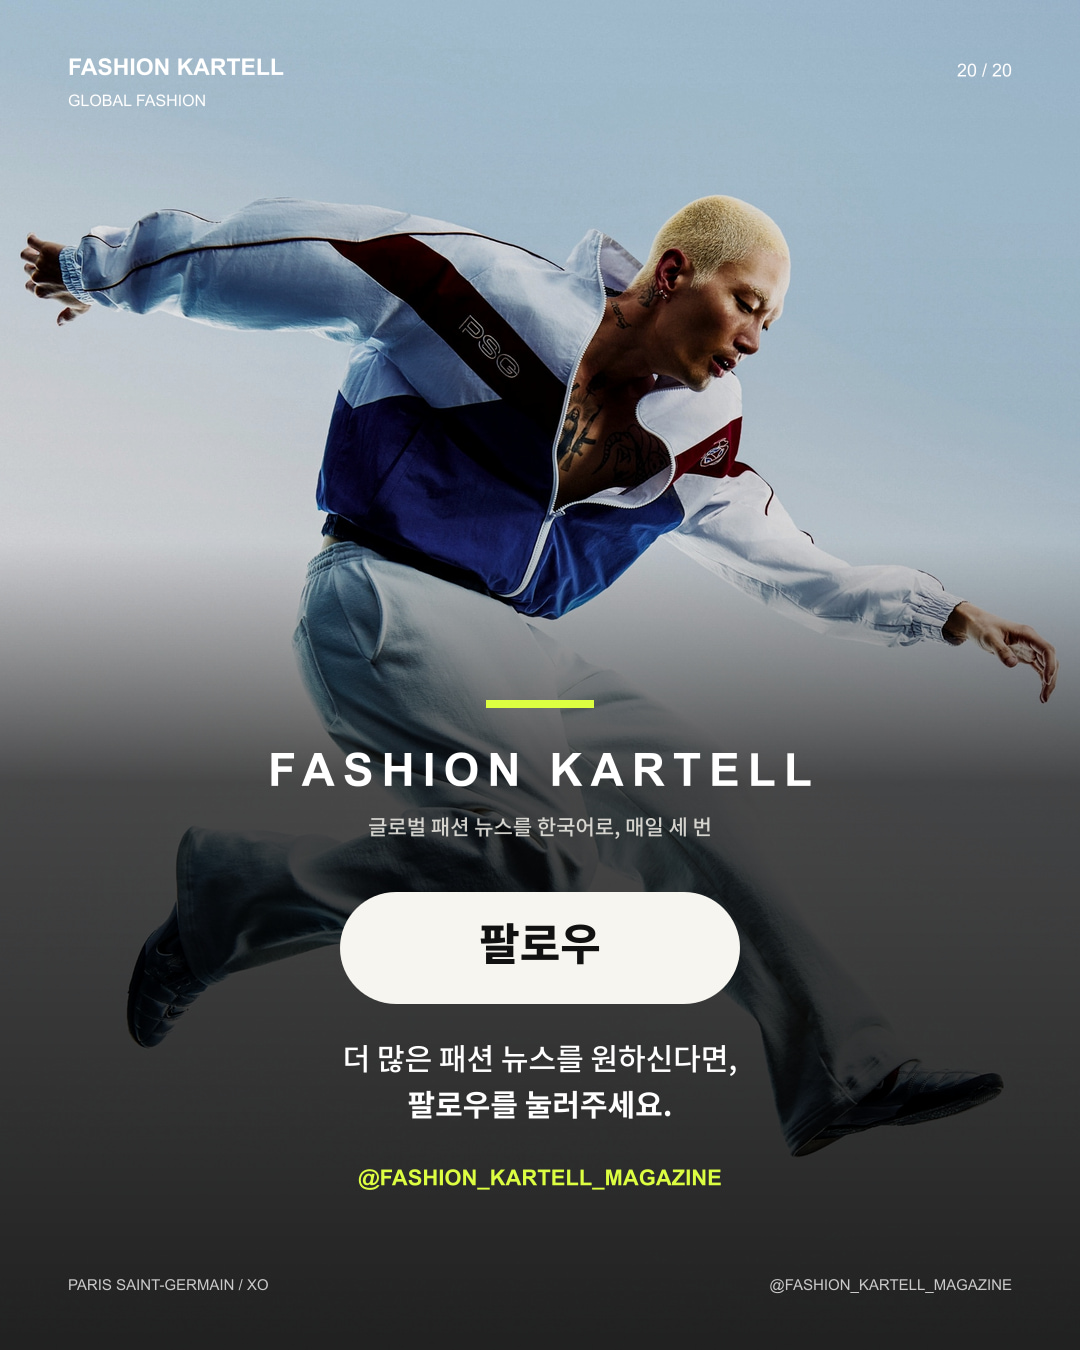 FASHION KARTELL
GLOBAL FASHION
20 / 20
PSG
FASHION KARTELL
글로벌 패션 뉴스를 한국어로, 매일 세 번
팔로우
더 많은 패션 뉴스를 원하신다면,
팔로우를 눌러주세요.
@FASHION_KARTELL_MAGAZINE
PARIS SAINT-GERMAIN / XO
@FASHION_KARTELL_MAGAZINE